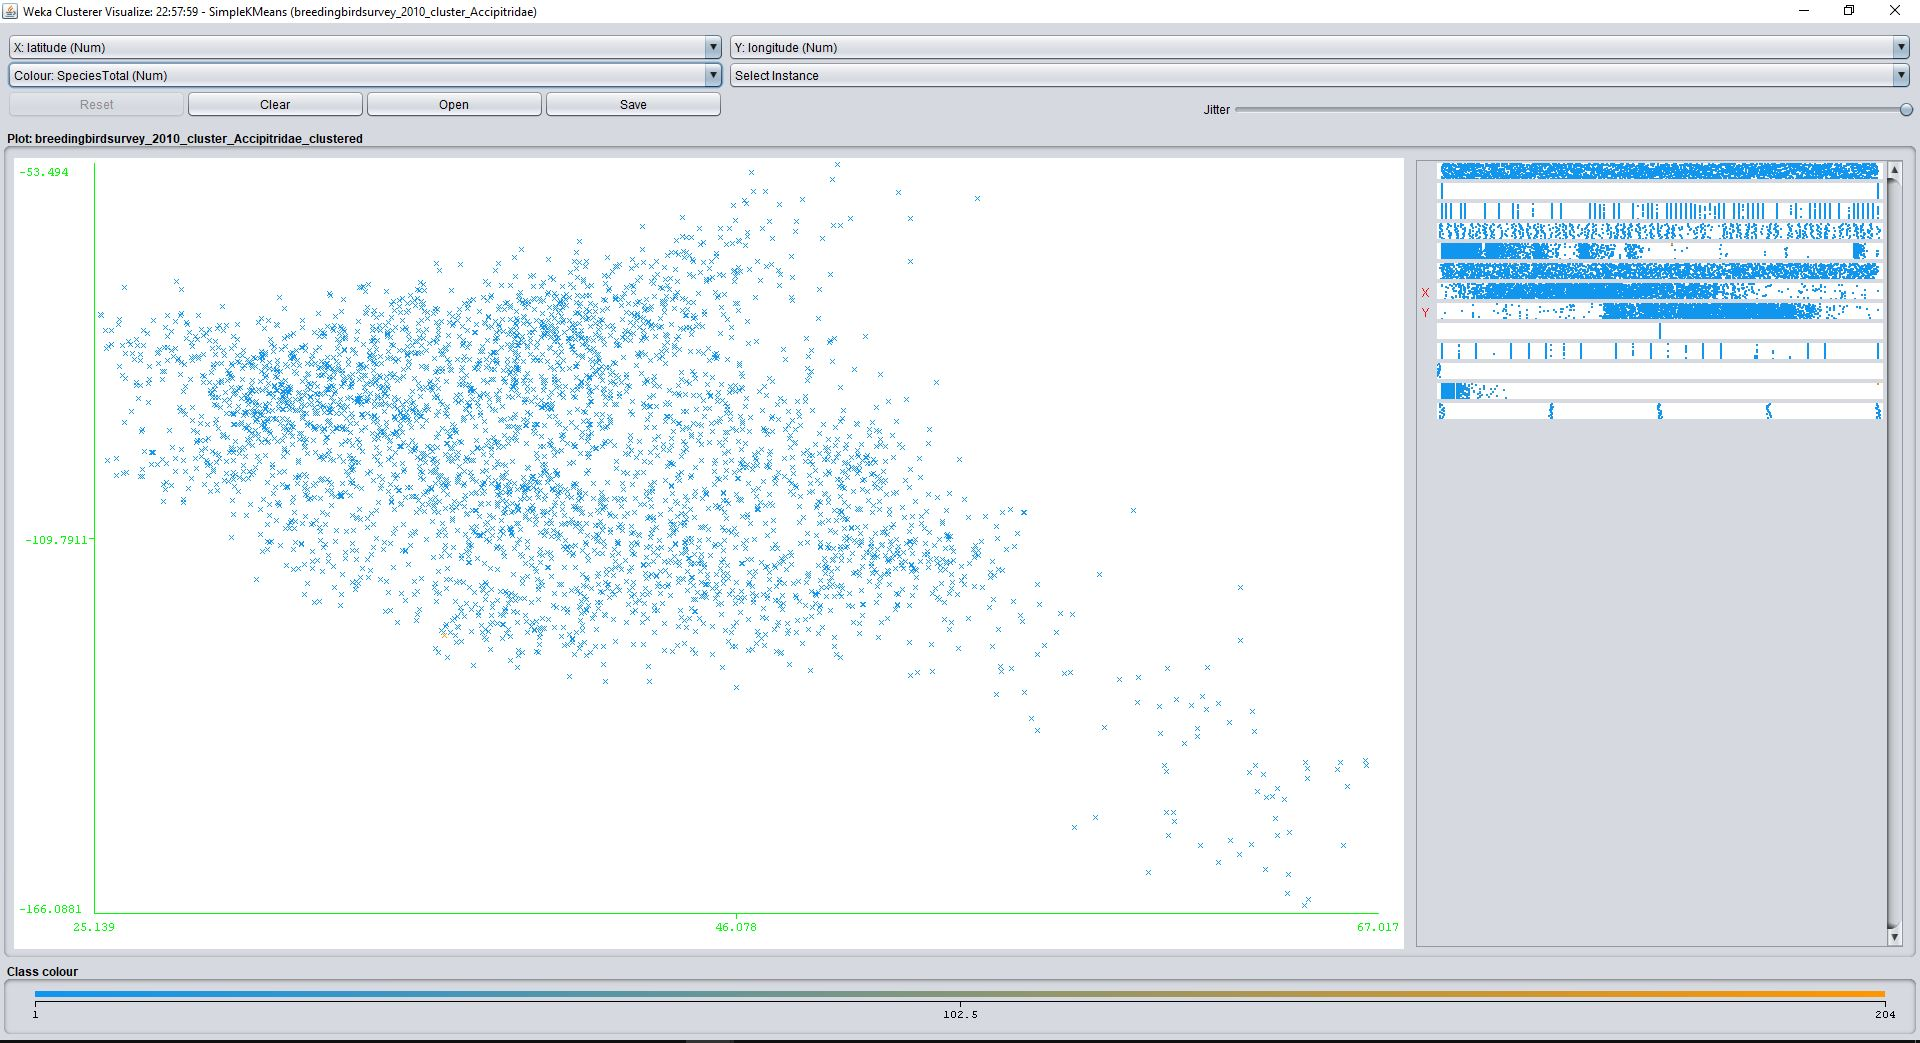 Weka Clusterer Visualize: 22:57:59 - SimpleKMeans (breedingbirdsurvey_2010_cluster_Accipitridae)
X: latitude (Num)
Y: longitude (Num)
Colour: SpeciesTotal (Num)
Select Instance
Reset
Clear
Open
Save
Jitter
Plot: breedingbirdsurvey_2010_cluster_Accipitridae_clustered
-53.494
-109.7911
-166.0881
25.139
46.078
67.017
X
Y
Class colour
1
102.5
204